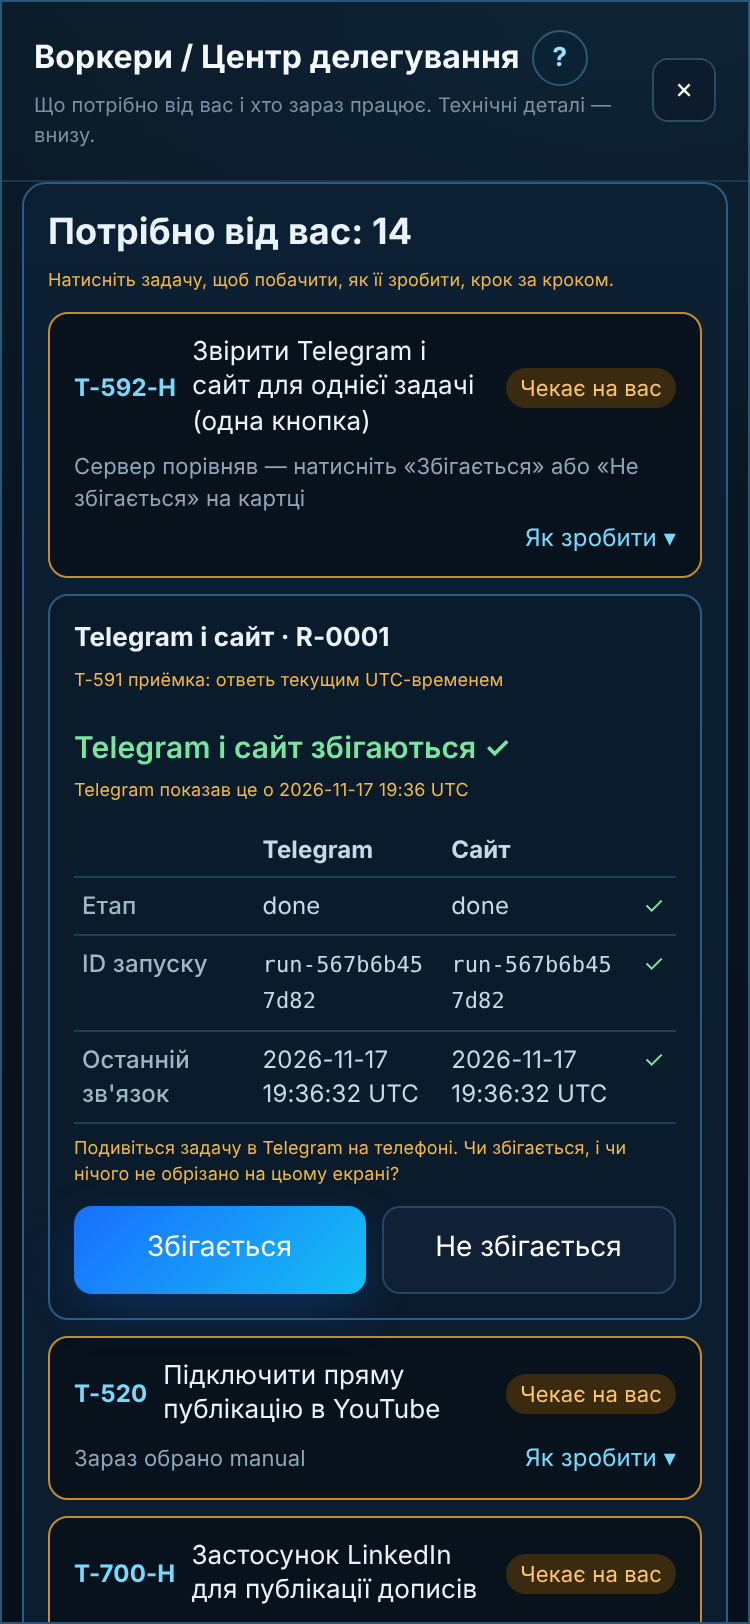 Воркери / Центр делегування ?
Що потрібно від вас і хто зараз працює. Технічні деталі —
внизу.
×
Потрібно від вас: 14
Натисніть задачу, щоб побачити, як її зробити, крок за кроком.
T-592-H
Звірити Telegram і
сайт для однієї задачі
(одна кнопка)
Чекає на вас
Сервер порівняв — натисніть «Збігається» або «Не
збігається» на картці
Як зробити ▾
Telegram і сайт · R-0001
T-591 приёмка: ответь текущим UTC-временем
Telegram і сайт збігаються ✓
Telegram показав це о 2026-11-17 19:36 UTC
Telegram Сайт
Етап done done ✓
ID запуску run-567b6b45 run-567b6b45 ✓
7d82 7d82
Останній 2026-11-17 2026-11-17 ✓
зв'язок 19:36:32 UTC 19:36:32 UTC
Подивіться задачу в Telegram на телефоні. Чи збігається, і чи
нічого не обрізано на цьому екрані?
Збігається Не збігається
T-520
Підключити пряму
публікацію в YouTube
Чекає на вас
Зараз обрано manual Як зробити ▾
T-700-H
Застосунок LinkedIn
для публікації дописів
Чекає на вас